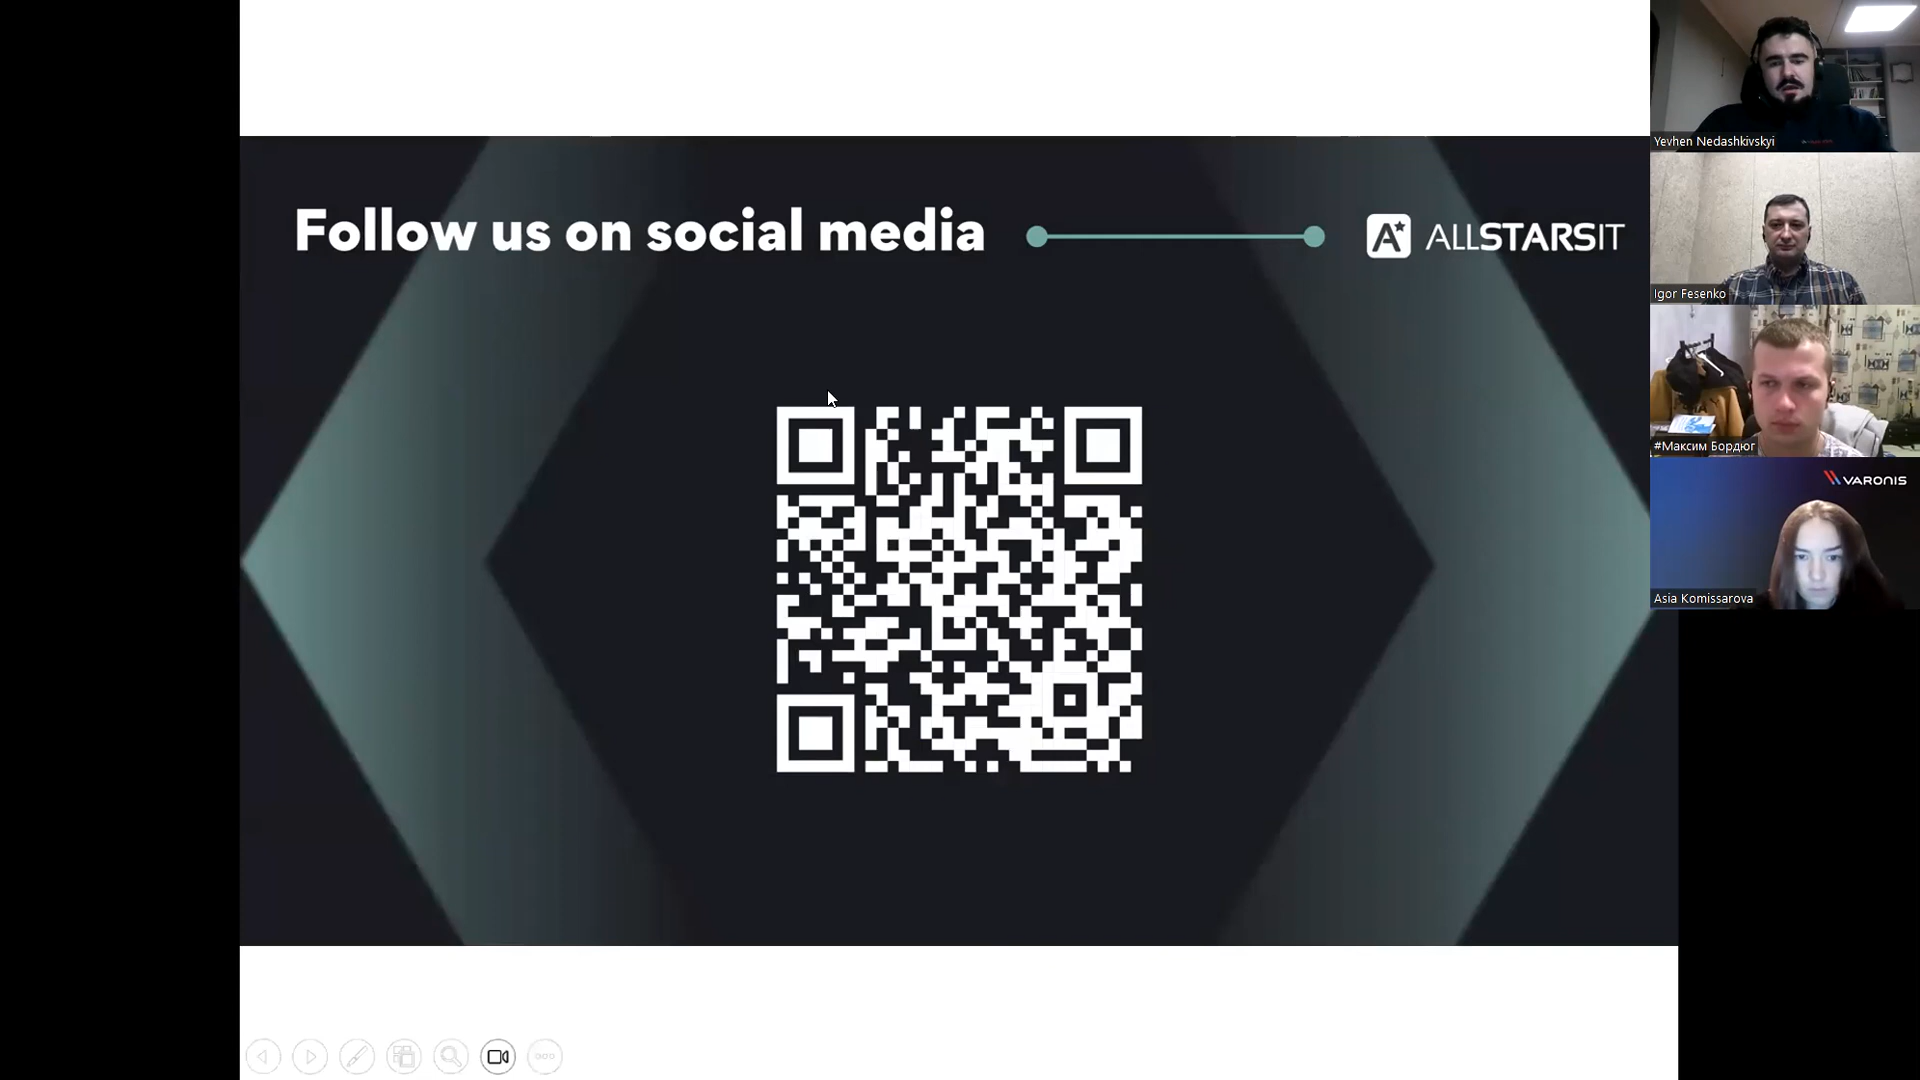 Follow us on social media
A ALLSTARSIT
Yevhen Nedashkivskyi
Igor Fesenko
#Максим Бордюг
VARONIS
Asia Komissarova